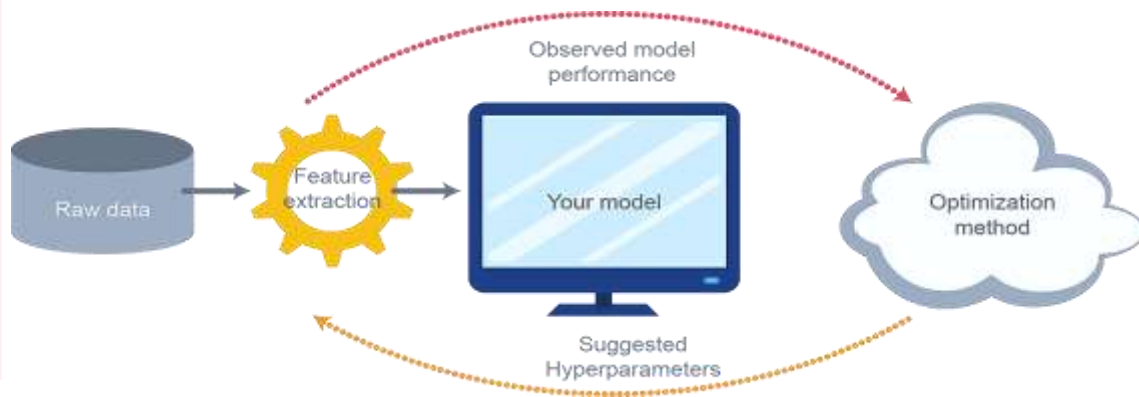 Observed model
performance
Raw data
Feature
extraction
Your model
Optimization
method
Suggested
Hyperparameters